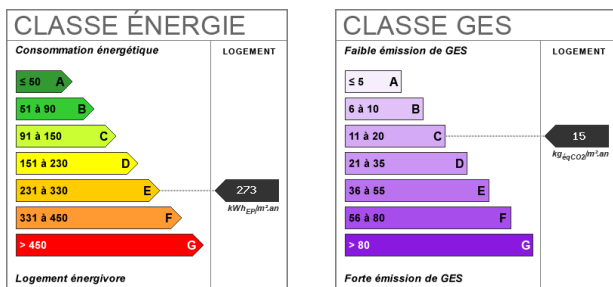 CLASSE ÉNERGIE
Consommation énergétique LOGEMENT
≤ 50 A
51 à 90 B
91 à 150 C
151 à 230 D
231 à 330 E 273
kWhEP/m².an
331 à 450 F
> 450 G
Logement énergivore
CLASSE GES
Faible émission de GES LOGEMENT
≤ 5 A
6 à 10 B
11 à 20 C 15
kgéqCO2/m².an
21 à 35 D
36 à 55 E
56 à 80 F
> 80 G
Forte émission de GES